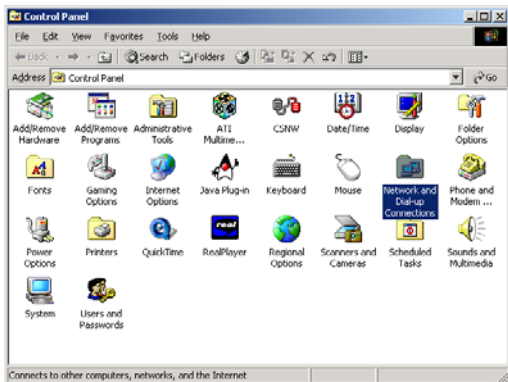 Control Panel
File Edit View Favorites Tools Help
Back Search Folders
Address Control Panel Go
Add/Remove Hardware
Add/Remove Programs
Administrative Tools
ATI Multime...
CSNW
Date/Time
Display
Folder Options
Fonts
Gaming Options
Internet Options
Java Plug-in
Keyboard
Mouse
Network and Dial-up Connections
Phone and Modem ...
Power Options
Printers
QuickTime
real
RealPlayer
Regional Options
Scanners and Cameras
Scheduled Tasks
Sounds and Multimedia
System
Users and Passwords
Connects to other computers, networks, and the Internet